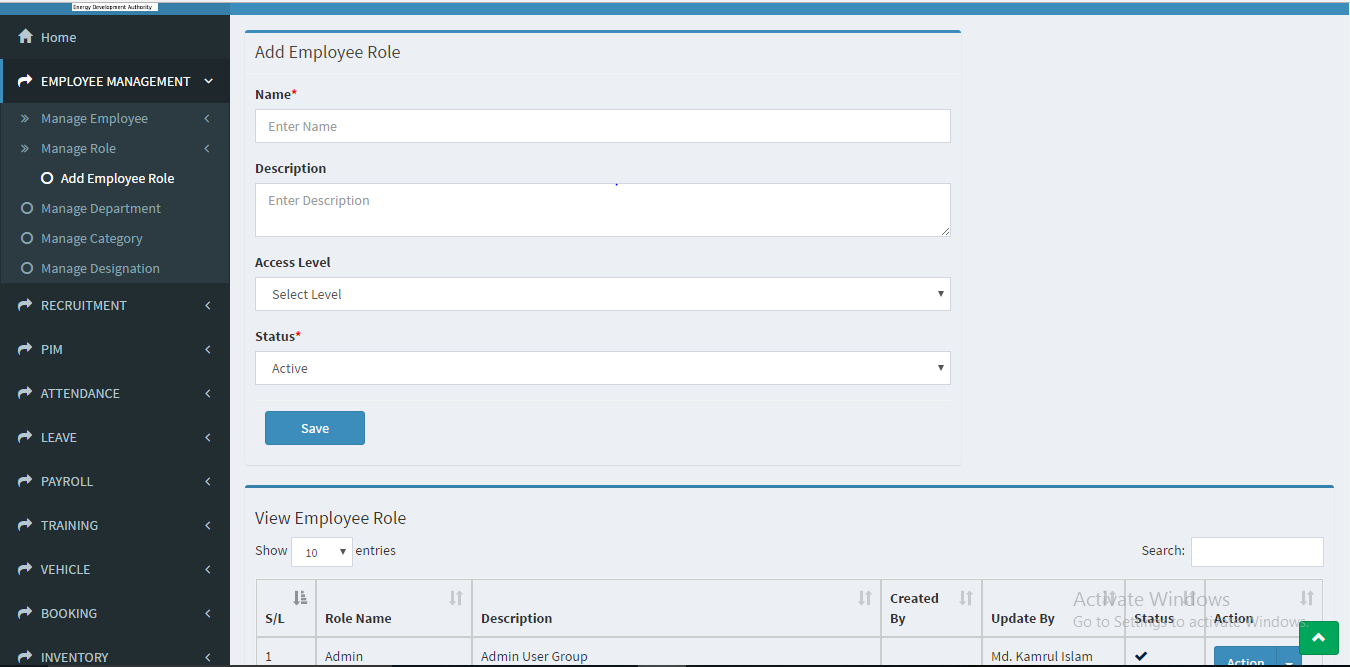 Energy Development Authority
Home
EMPLOYEE MANAGEMENT
Manage Employee
Manage Role
Add Employee Role
Manage Department
Manage Category
Manage Designation
RECRUITMENT
PIM
ATTENDANCE
LEAVE
PAYROLL
TRAINING
VEHICLE
BOOKING
INVENTORY
Add Employee Role
Name*
Enter Name
Description
Enter Description
Access Level
Select Level
Status*
Active
Save
View Employee Role
Show 10 entries
Search:
S/L Role Name Description Created By Update By Status Action
1 Admin Admin User Group Md. Kamrul Islam Action
Activate Windows
Go to Settings to activate Windows.